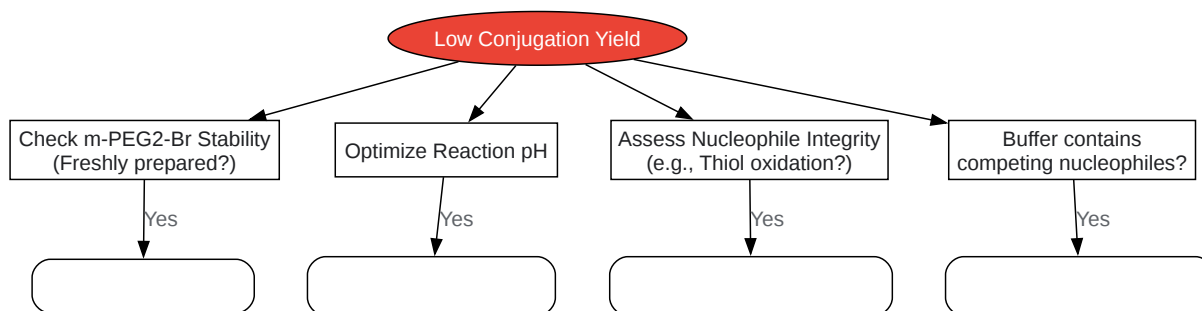 Low Conjugation Yield
Check m-PEG2-Br Stability
(Freshly prepared?)
Optimize Reaction pH
Assess Nucleophile Integrity
(e.g., Thiol oxidation?)
Buffer contains
competing nucleophiles?
Yes
Yes
Yes
Yes